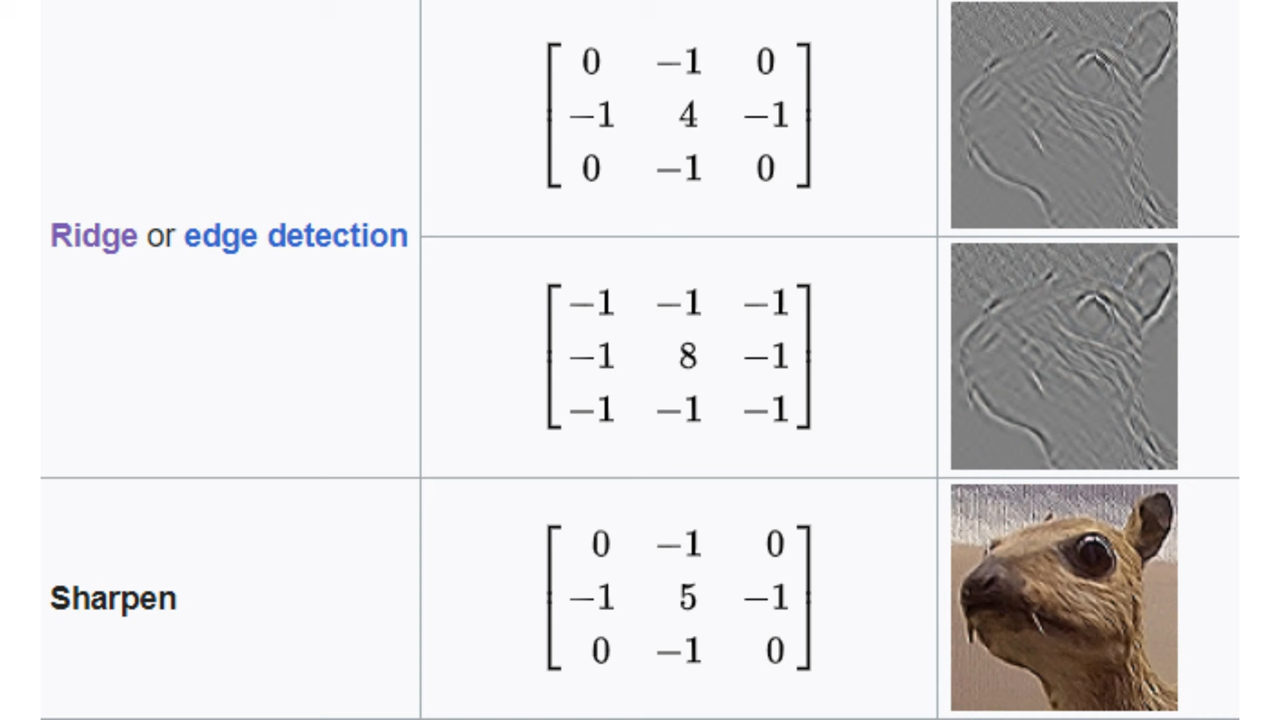 Ridge or edge detection
0 −1 0
−1 4 −1
0 −1 0
−1 −1 −1
−1 8 −1
−1 −1 −1
Sharpen
0 −1 0
−1 5 −1
0 −1 0